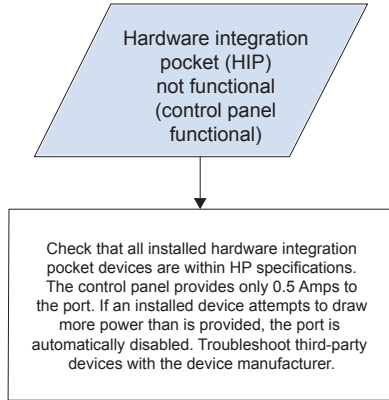 Hardware integration
pocket (HIP)
not functional
(control panel
functional)
Check that all installed hardware integration
pocket devices are within HP specifications.
The control panel provides only 0.5 Amps to
the port. If an installed device attempts to draw
more power than is provided, the port is
automatically disabled. Troubleshoot third-party
devices with the device manufacturer.